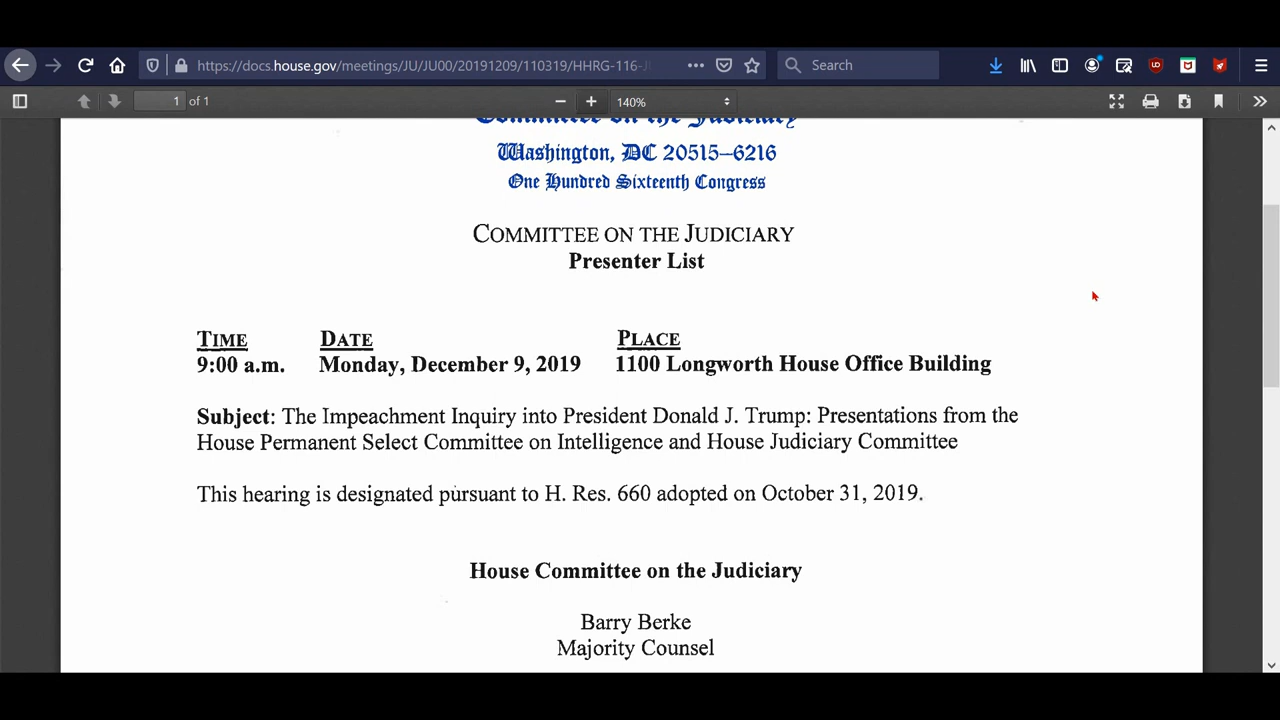 https://docs.house.gov/meetings/JU/JU00/20191209/110319/HHRG-116-J
Search
1 of 1
140%
Committee on the Judiciary
Washington, DC 20515–6216
One Hundred Sixteenth Congress
COMMITTEE ON THE JUDICIARY
Presenter List
TIME DATE PLACE
9:00 a.m. Monday, December 9, 2019 1100 Longworth House Office Building
Subject: The Impeachment Inquiry into President Donald J. Trump: Presentations from the
House Permanent Select Committee on Intelligence and House Judiciary Committee
This hearing is designated pursuant to H. Res. 660 adopted on October 31, 2019.
House Committee on the Judiciary
Barry Berke
Majority Counsel